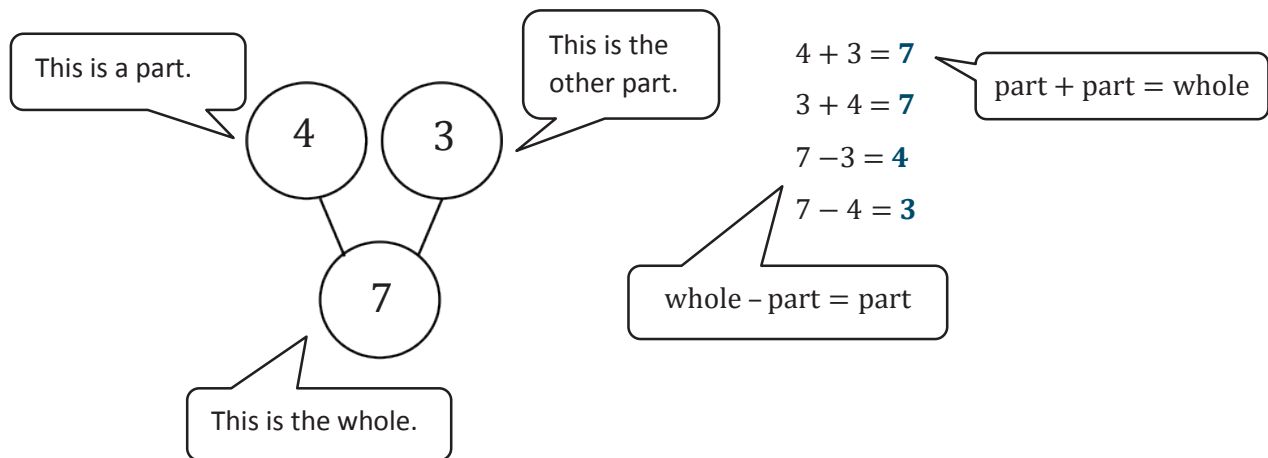 This is a part.
4
3
7
This is the
other part.
This is the whole.
4 + 3 = 7
3 + 4 = 7
7 −3 = 4
7 − 4 = 3
part + part = whole
whole – part = part